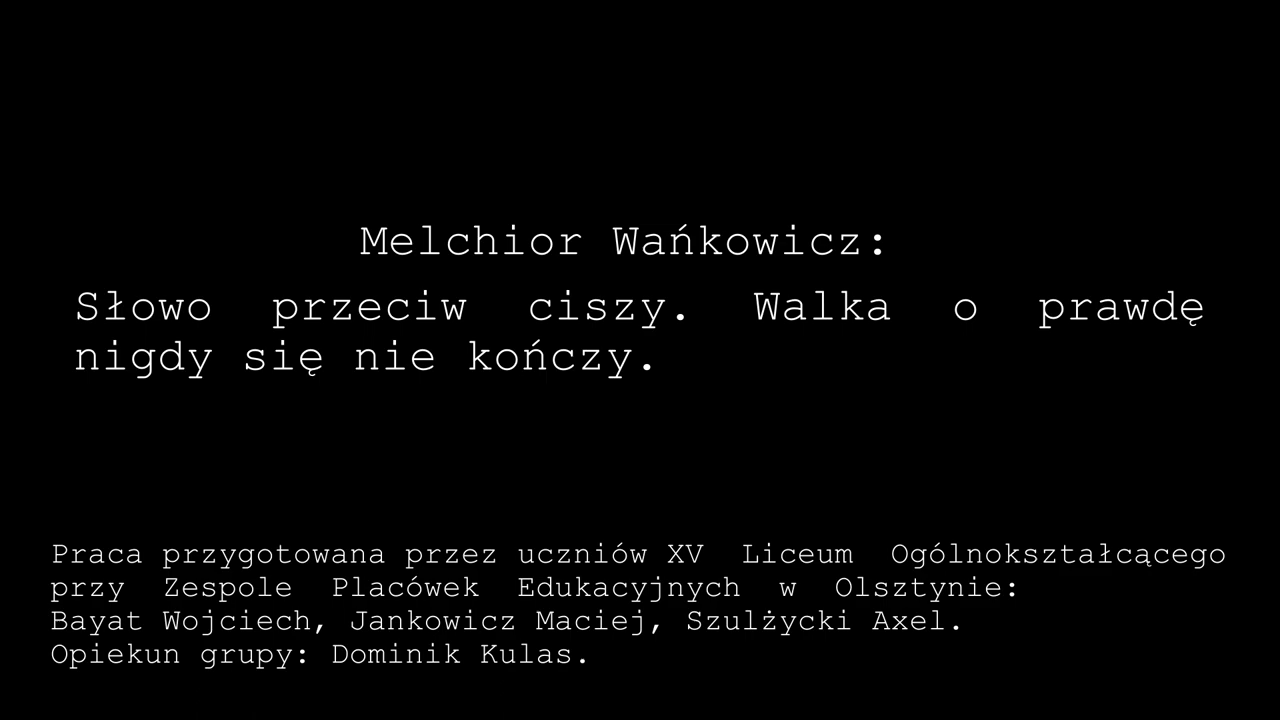 Melchior Wańkowicz:
Słowo przeciw ciszy. Walka o prawdę
nigdy się nie kończy.
Praca przygotowana przez uczniów XV Liceum Ogólnokształcącego
przy Zespole Placówek Edukacyjnych w Olsztynie:
Bayat Wojciech, Jankowicz Maciej, Szulżycki Axel.
Opiekun grupy: Dominik Kulas.